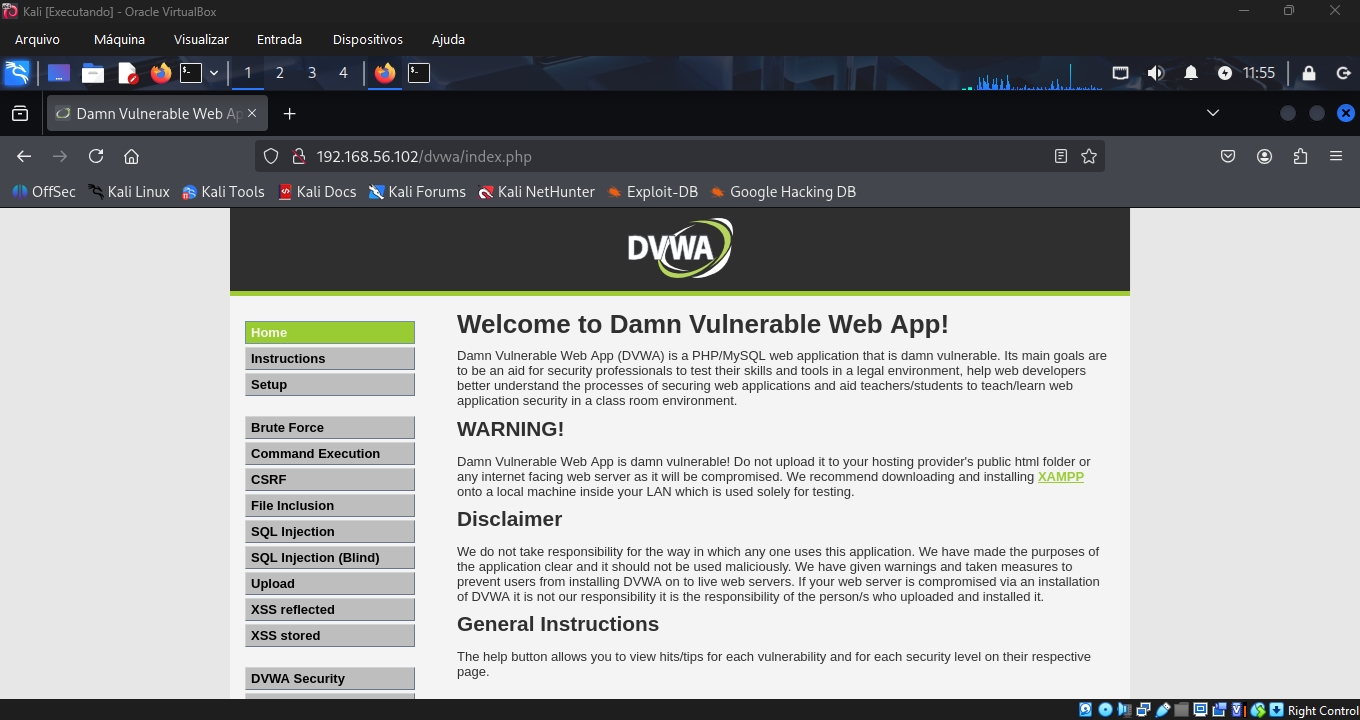 Kali [Executando] - Oracle VirtualBox
Arquivo Máquina Visualizar Entrada Dispositivos Ajuda
1 2 3 4 11:55
Damn Vulnerable Web Ap
192.168.56.102/dvwa/index.php
OffSec Kali Linux Kali Tools Kali Docs Kali Forums Kali NetHunter Exploit-DB Google Hacking DB
DVWA
Home
Instructions
Setup
Brute Force
Command Execution
CSRF
File Inclusion
SQL Injection
SQL Injection (Blind)
Upload
XSS reflected
XSS stored
DVWA Security
Welcome to Damn Vulnerable Web App!
Damn Vulnerable Web App (DVWA) is a PHP/MySQL web application that is damn vulnerable. Its main goals are
to be an aid for security professionals to test their skills and tools in a legal environment, help web developers
better understand the processes of securing web applications and aid teachers/students to teach/learn web
application security in a class room environment.
WARNING!
Damn Vulnerable Web App is damn vulnerable! Do not upload it to your hosting provider's public html folder or
any internet facing web server as it will be compromised. We recommend downloading and installing XAMPP
onto a local machine inside your LAN which is used solely for testing.
Disclaimer
We do not take responsibility for the way in which any one uses this application. We have made the purposes of
the application clear and it should not be used maliciously. We have given warnings and taken measures to
prevent users from installing DVWA on to live web servers. If your web server is compromised via an installation
of DVWA it is not our responsibility it is the responsibility of the person/s who uploaded and installed it.
General Instructions
The help button allows you to view hits/tips for each vulnerability and for each security level on their respective
page.
Right Control